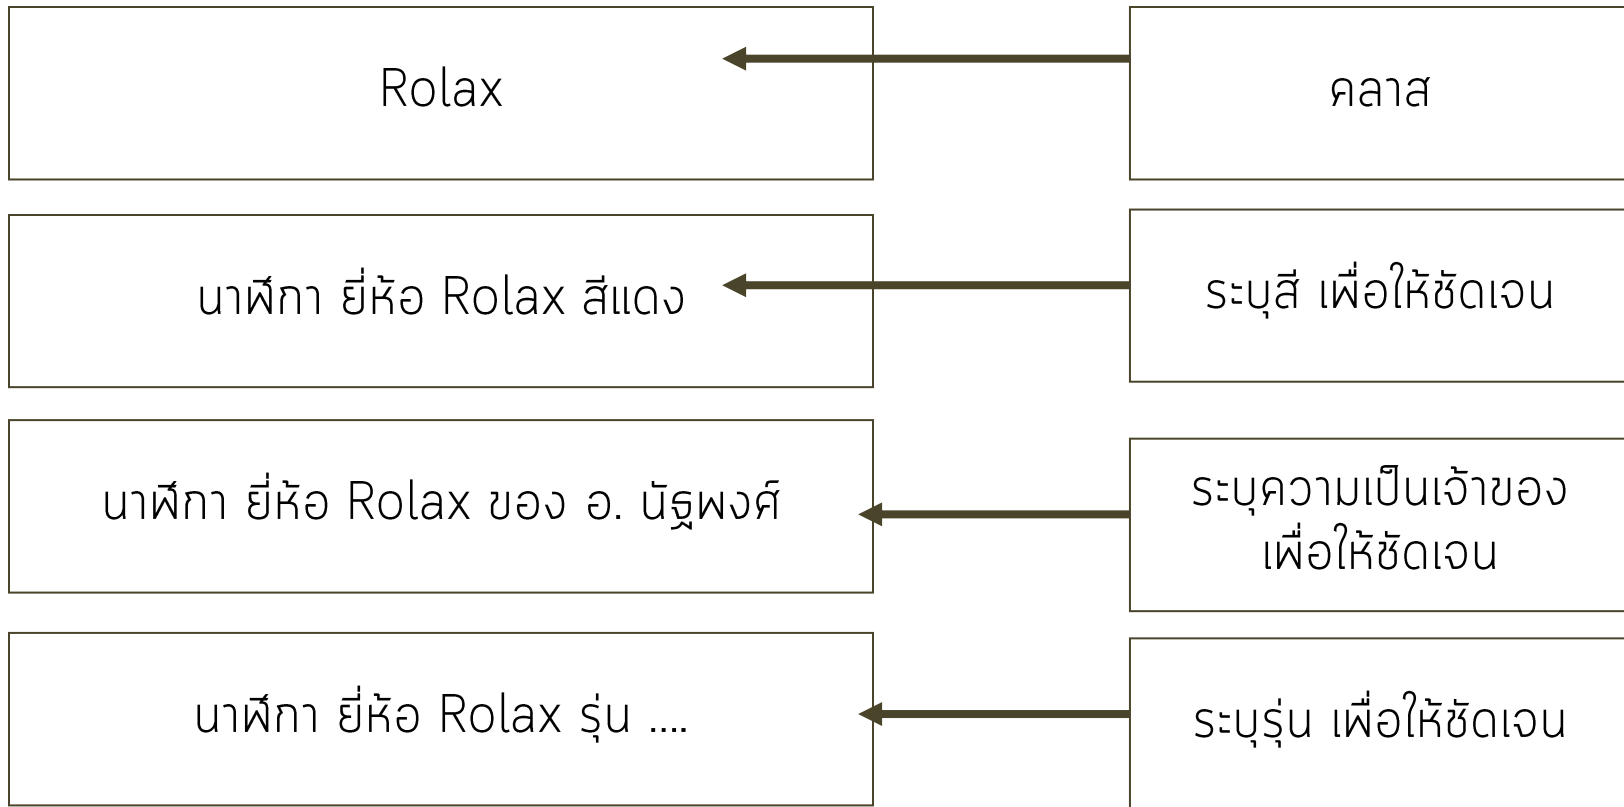 Rolax
คลาส
นาฬิกา ยี่ห้อ Rolax สีแดง
ระบุสี เพื่อให้ชัดเจน
นาฬิกา ยี่ห้อ Rolax ของ อ. นัฐพงศ์
ระบุความเป็นเจ้าของ
เพื่อให้ชัดเจน
นาฬิกา ยี่ห้อ Rolax รุ่น ....
ระบุรุ่น เพื่อให้ชัดเจน